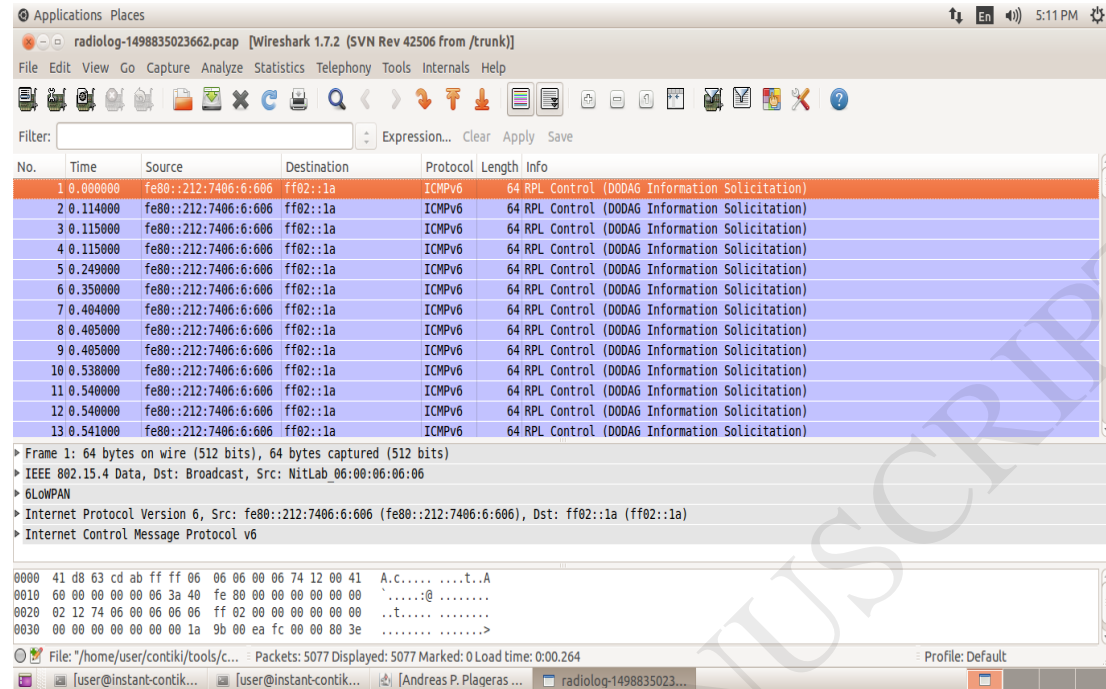 Applications Places En 5:11 PM
radiolog-1498835023662.pcap [Wireshark 1.7.2 (SVN Rev 42506 from /trunk)]
File Edit View Go Capture Analyze Statistics Telephony Tools Internals Help
Filter: Expression... Clear Apply Save
No. Time Source Destination Protocol Length Info
1 0.000000 fe80::212:7406:6:606 ff02::1a ICMPv6 64 RPL Control (DODAG Information Solicitation)
2 0.114000 fe80::212:7406:6:606 ff02::1a ICMPv6 64 RPL Control (DODAG Information Solicitation)
3 0.115000 fe80::212:7406:6:606 ff02::1a ICMPv6 64 RPL Control (DODAG Information Solicitation)
4 0.115000 fe80::212:7406:6:606 ff02::1a ICMPv6 64 RPL Control (DODAG Information Solicitation)
5 0.249000 fe80::212:7406:6:606 ff02::1a ICMPv6 64 RPL Control (DODAG Information Solicitation)
6 0.350000 fe80::212:7406:6:606 ff02::1a ICMPv6 64 RPL Control (DODAG Information Solicitation)
7 0.404000 fe80::212:7406:6:606 ff02::1a ICMPv6 64 RPL Control (DODAG Information Solicitation)
8 0.405000 fe80::212:7406:6:606 ff02::1a ICMPv6 64 RPL Control (DODAG Information Solicitation)
9 0.405000 fe80::212:7406:6:606 ff02::1a ICMPv6 64 RPL Control (DODAG Information Solicitation)
10 0.538000 fe80::212:7406:6:606 ff02::1a ICMPv6 64 RPL Control (DODAG Information Solicitation)
11 0.540000 fe80::212:7406:6:606 ff02::1a ICMPv6 64 RPL Control (DODAG Information Solicitation)
12 0.540000 fe80::212:7406:6:606 ff02::1a ICMPv6 64 RPL Control (DODAG Information Solicitation)
13 0.541000 fe80::212:7406:6:606 ff02::1a ICMPv6 64 RPL Control (DODAG Information Solicitation)
Frame 1: 64 bytes on wire (512 bits), 64 bytes captured (512 bits)
IEEE 802.15.4 Data, Dst: Broadcast, Src: NitLab_06:00:06:06:06
6LoWPAN
Internet Protocol Version 6, Src: fe80::212:7406:6:606 (fe80::212:7406:6:606), Dst: ff02::1a (ff02::1a)
Internet Control Message Protocol v6
0000 41 d8 63 cd ab ff ff 06 06 06 00 06 74 12 00 41 A.c..... ....t..A
0010 60 00 00 00 00 06 3a 40 fe 80 00 00 00 00 00 00 `.....:@ ........
0020 02 12 74 06 00 06 06 06 ff 02 00 00 00 00 00 00 ..t..... ........
0030 00 00 00 00 00 00 00 1a 9b 00 ea fc 00 00 80 3e ........ .......>
File: "/home/user/contiki/tools/c... Packets: 5077 Displayed: 5077 Marked: 0 Load time: 0:00.264 Profile: Default
[user@instant-contik... [user@instant-contik... [Andreas P. Plageras ... radiolog-1498835023...
NUSCRIPT